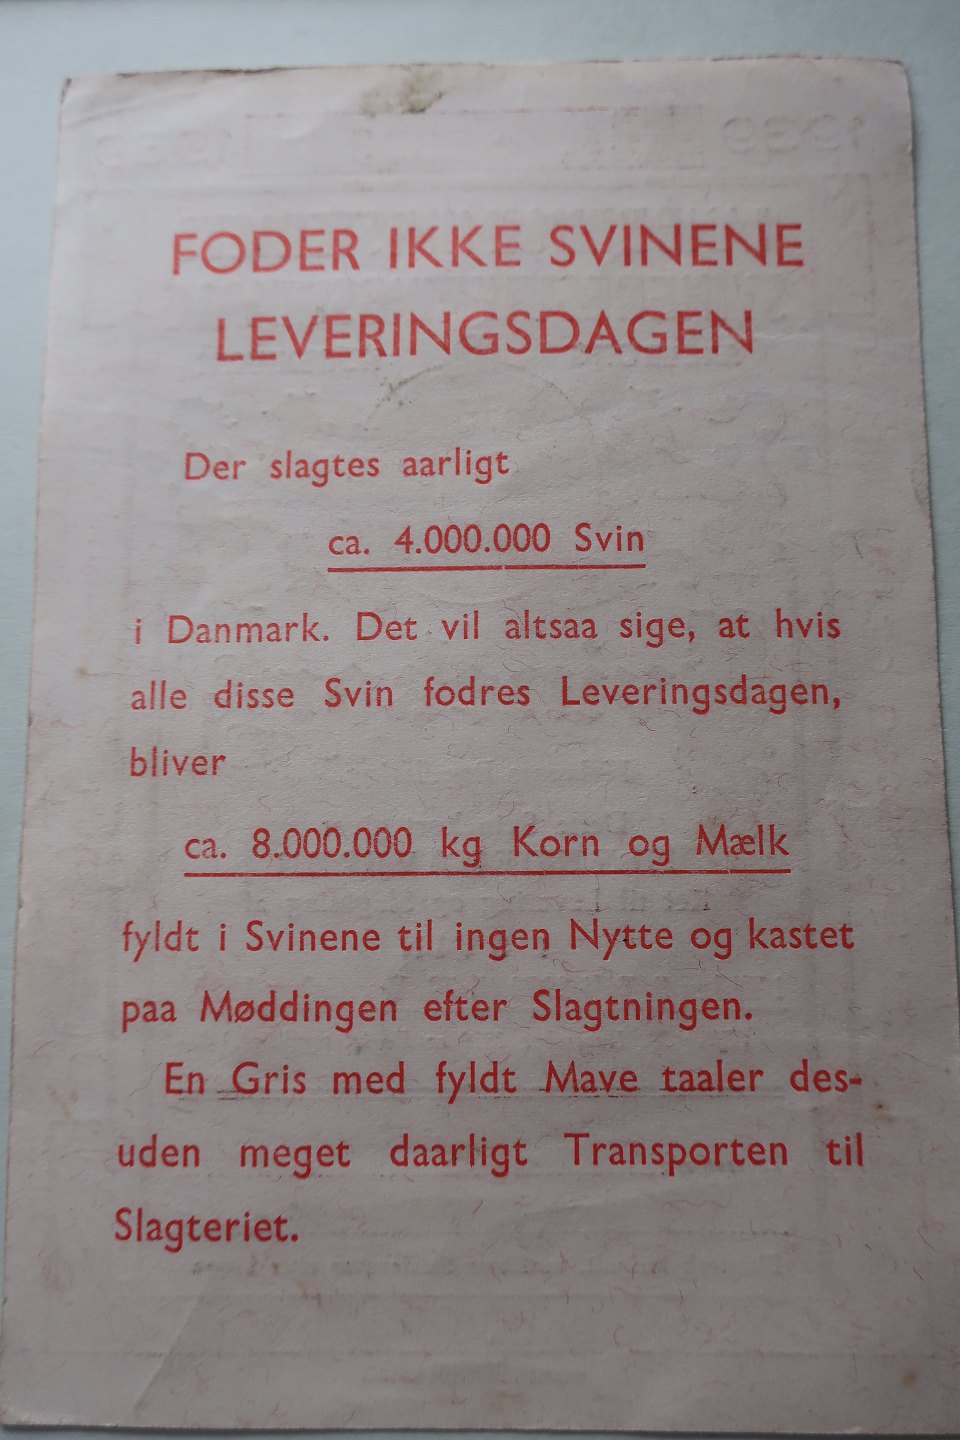 FODER IKKE SVINENE
LEVERINGSDAGEN
Der slagtes aarligt
ca. 4.000.000 Svin
i Danmark. Det vil altsaa sige, at hvis
alle disse Svin fodres Leveringsdagen,
bliver
ca. 8.000.000 kg Korn og Mælk
fyldt i Svinene til ingen Nytte og kastet
paa Møddingen efter Slagtningen.
En Gris med fyldt Mave taaler des-
uden meget daarligt Transporten til
Slagteriet.